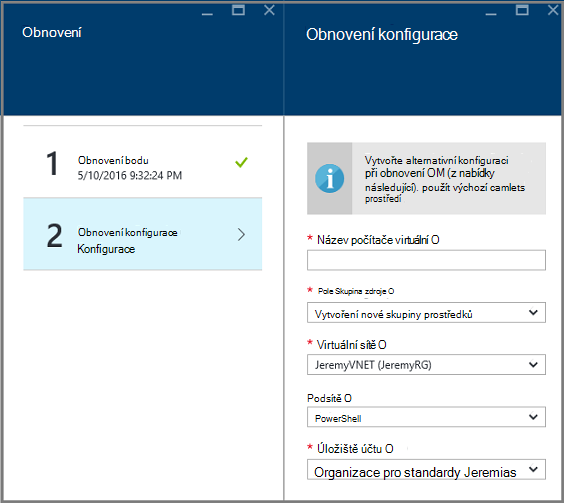 Obnovení
1
Obnovení bodu
5/10/2016 9:32:24 PM
2
Obnovení konfigurace
Konfigurace
Obnovení konfigurace
Vytvořte alternativní konfiguraci
při obnovení OM (z nabídky
následující). použít výchozí camlets
prostředí
* Název počítače virtuální O
* Pole Skupina zdroje O
Vytvoření nové skupiny prostředků
* Virtuální sítě O
JeremyVNET (JeremyRG)
Podsítě O
PowerShell
* Úložiště účtu O
Organizace pro standardy Jeremias